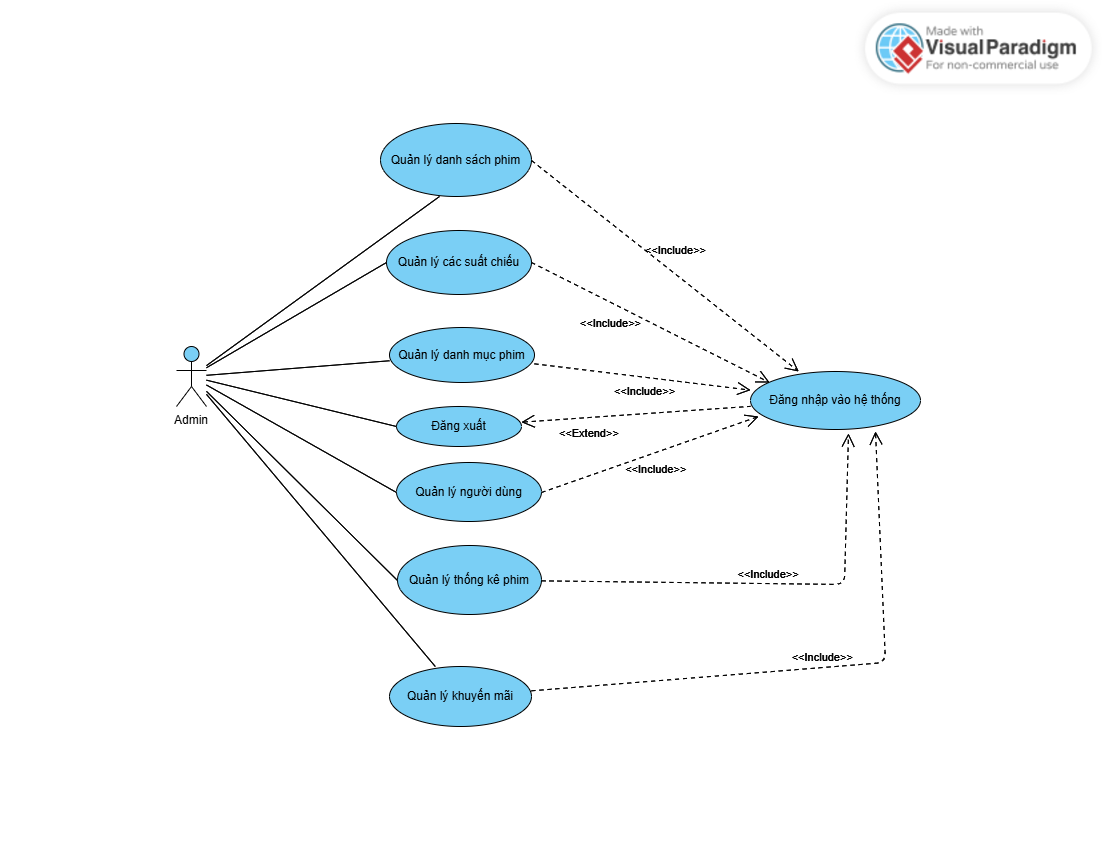 Made with
Visual Paradigm
For non-commercial use
Quản lý danh sách phim
<<Include>>
Quản lý các suất chiếu
<<Include>>
Quản lý danh mục phim
<<Include>>
Đăng nhập vào hệ thống
Admin
Đăng xuất
<<Extend>>
<<Include>>
Quản lý người dùng
<<Include>>
Quản lý thống kê phim
<<Include>>
Quản lý khuyến mãi